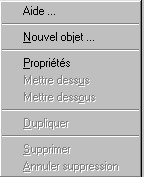 Aide ...
Nouvel objet ...
Propriétés
Mettre dessus
Mettre dessous
Dupliquer
Supprimer
Annuler suppression